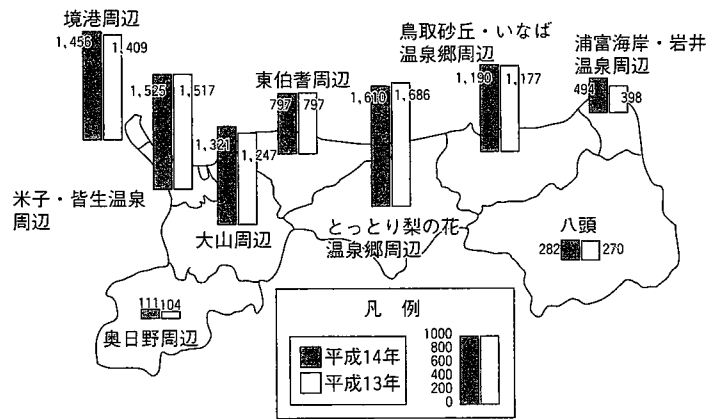 境港周辺
1,456
1,409
米子・皆生温泉
周辺
1,525
1,517
大山周辺
1,321
1,247
東伯耆周辺
797
797
とっとり梨の花
温泉郷周辺
1,610
1,686
鳥取砂丘・いなば
温泉郷周辺
1,190
1,177
浦富海岸・岩井
温泉周辺
494
398
八頭
282
270
111
104
奥日野周辺
凡 例
平成14年
平成13年
1000
800
600
400
200
0